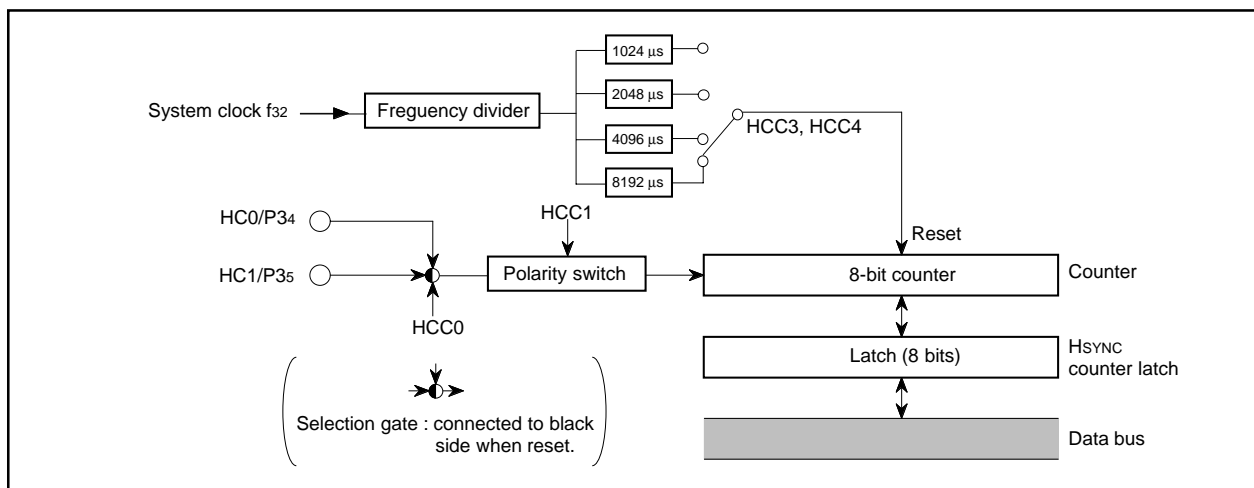 1024 µs
2048 µs
System clock f32
Freguency divider
4096 µs
HCC3, HCC4
8192 µs
HCC1
HC0/P34
Reset
HC1/P35
Polarity switch
8-bit counter
Counter
HCC0
Latch (8 bits)
HSYNC
counter latch
Selection gate : connected to black
side when reset.
Data bus